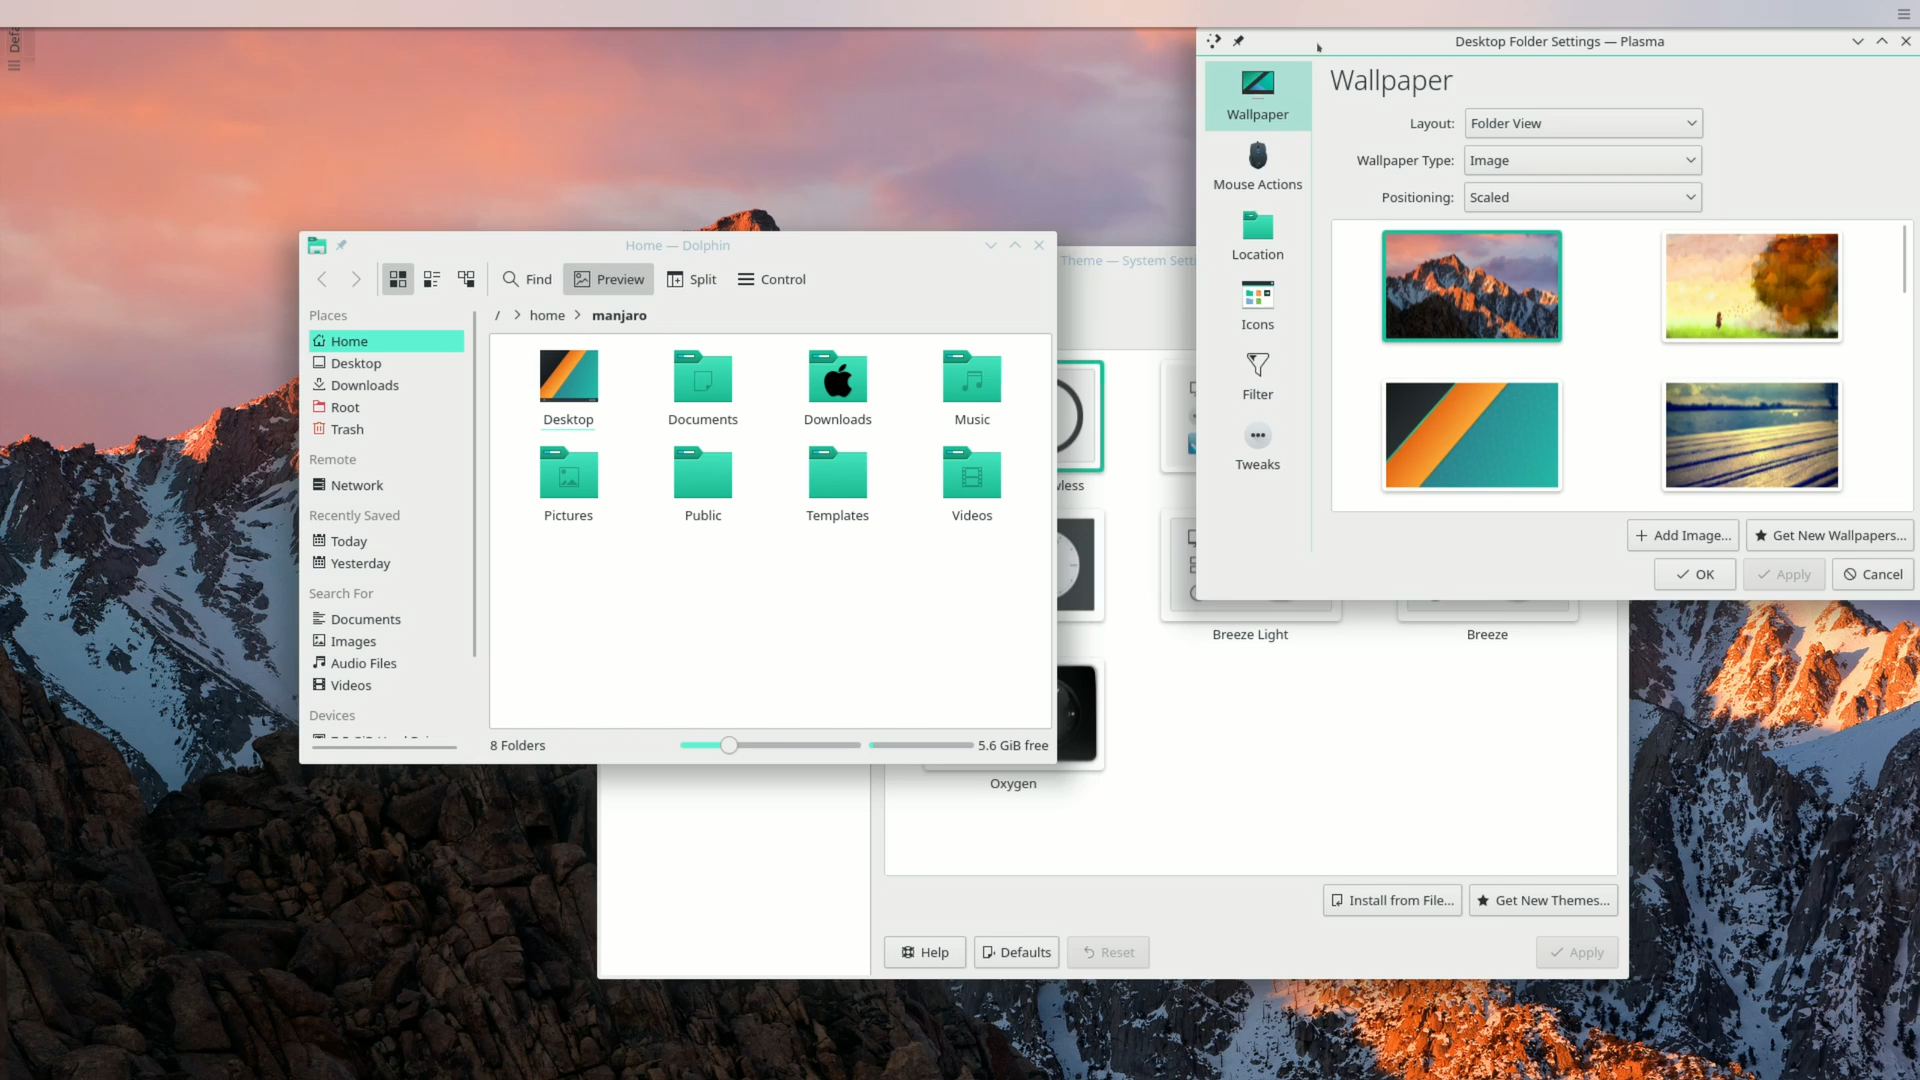 Defa
Desktop Folder Settings — Plasma
Wallpaper
Mouse Actions
Location
Icons
Filter
Tweaks
Wallpaper
Layout: Folder View
Wallpaper Type: Image
Positioning: Scaled
Add Image...
Get New Wallpapers...
OK
Apply
Cancel
Home — Dolphin
Find
Preview
Split
Control
/ > home > manjaro
Places
Home
Desktop
Downloads
Root
Trash
Remote
Network
Recently Saved
Today
Yesterday
Search For
Documents
Images
Audio Files
Videos
Devices
Desktop
Documents
Downloads
Music
Pictures
Public
Templates
Videos
8 Folders
5.6 GiB free
Theme — System Setti
Breeze Light
Breeze
Oxygen
Install from File...
Get New Themes...
Help
Defaults
Reset
Apply